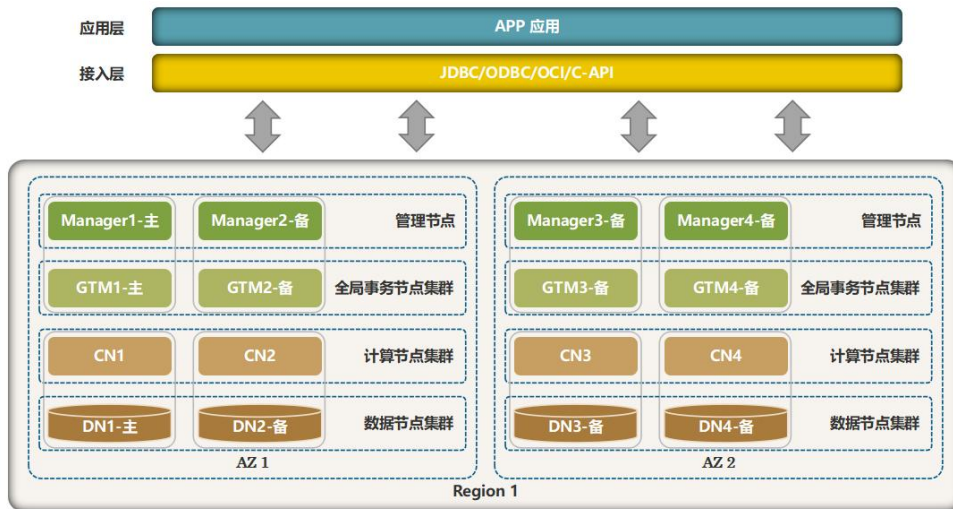 应用层
APP 应用
接入层
JDBC/ODBC/OCI/C-API
Manager1-主
Manager2-备
管理节点
GTM1-主
GTM2-备
全局事务节点集群
CN1
CN2
计算节点集群
DN1-主
DN2-备
数据节点集群
AZ 1
Manager3-备
Manager4-备
管理节点
GTM3-备
GTM4-备
全局事务节点集群
CN3
CN4
计算节点集群
DN3-备
DN4-备
数据节点集群
AZ 2
Region 1